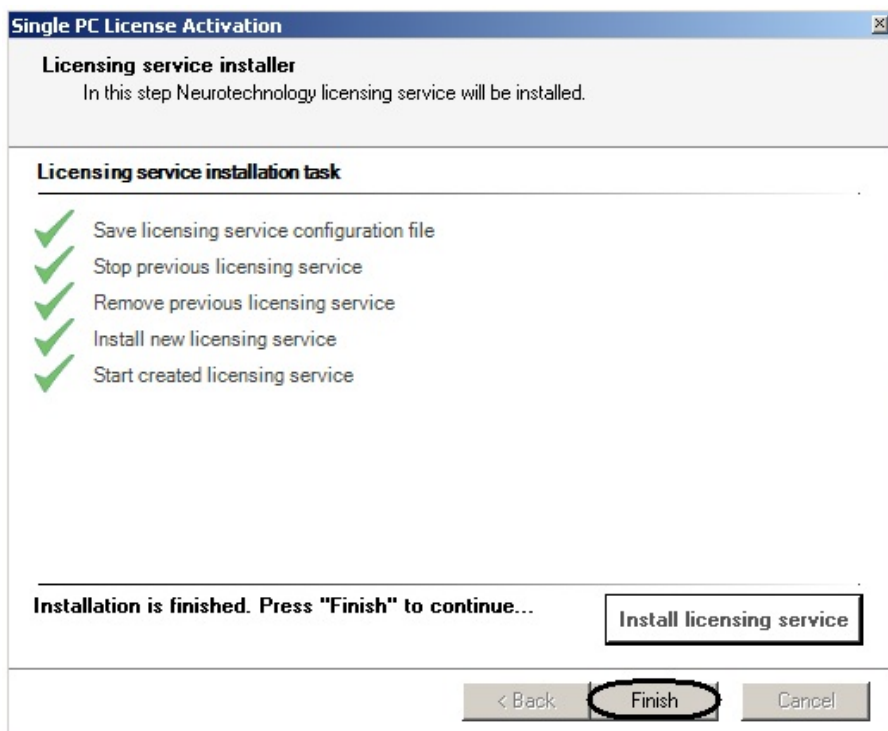 Single PC License Activation
Licensing service installer
In this step Neurotechnology licensing service will be installed.
Licensing service installation task
Save licensing service configuration file
Stop previous licensing service
Remove previous licensing service
Install new licensing service
Start created licensing service
Installation is finished. Press "Finish" to continue...
Install licensing service
< Back
Finish
Cancel